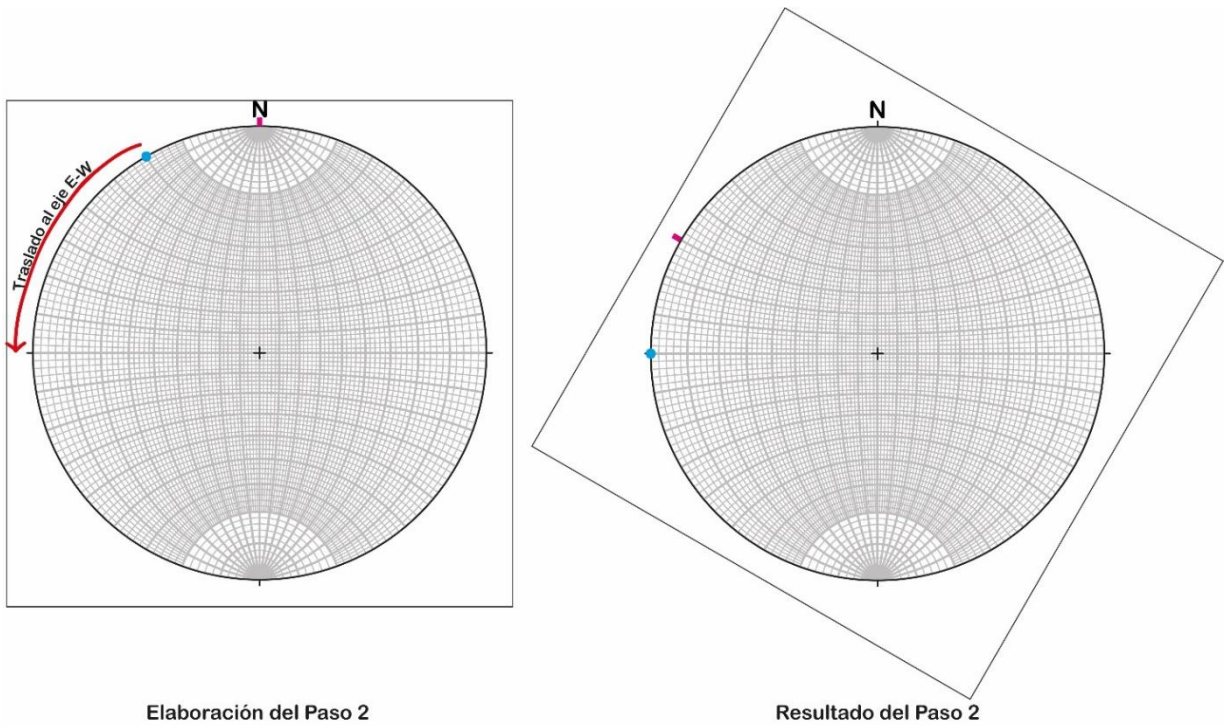 N
Traslado al eje E-W
N
Elaboración del Paso 2
Resultado del Paso 2